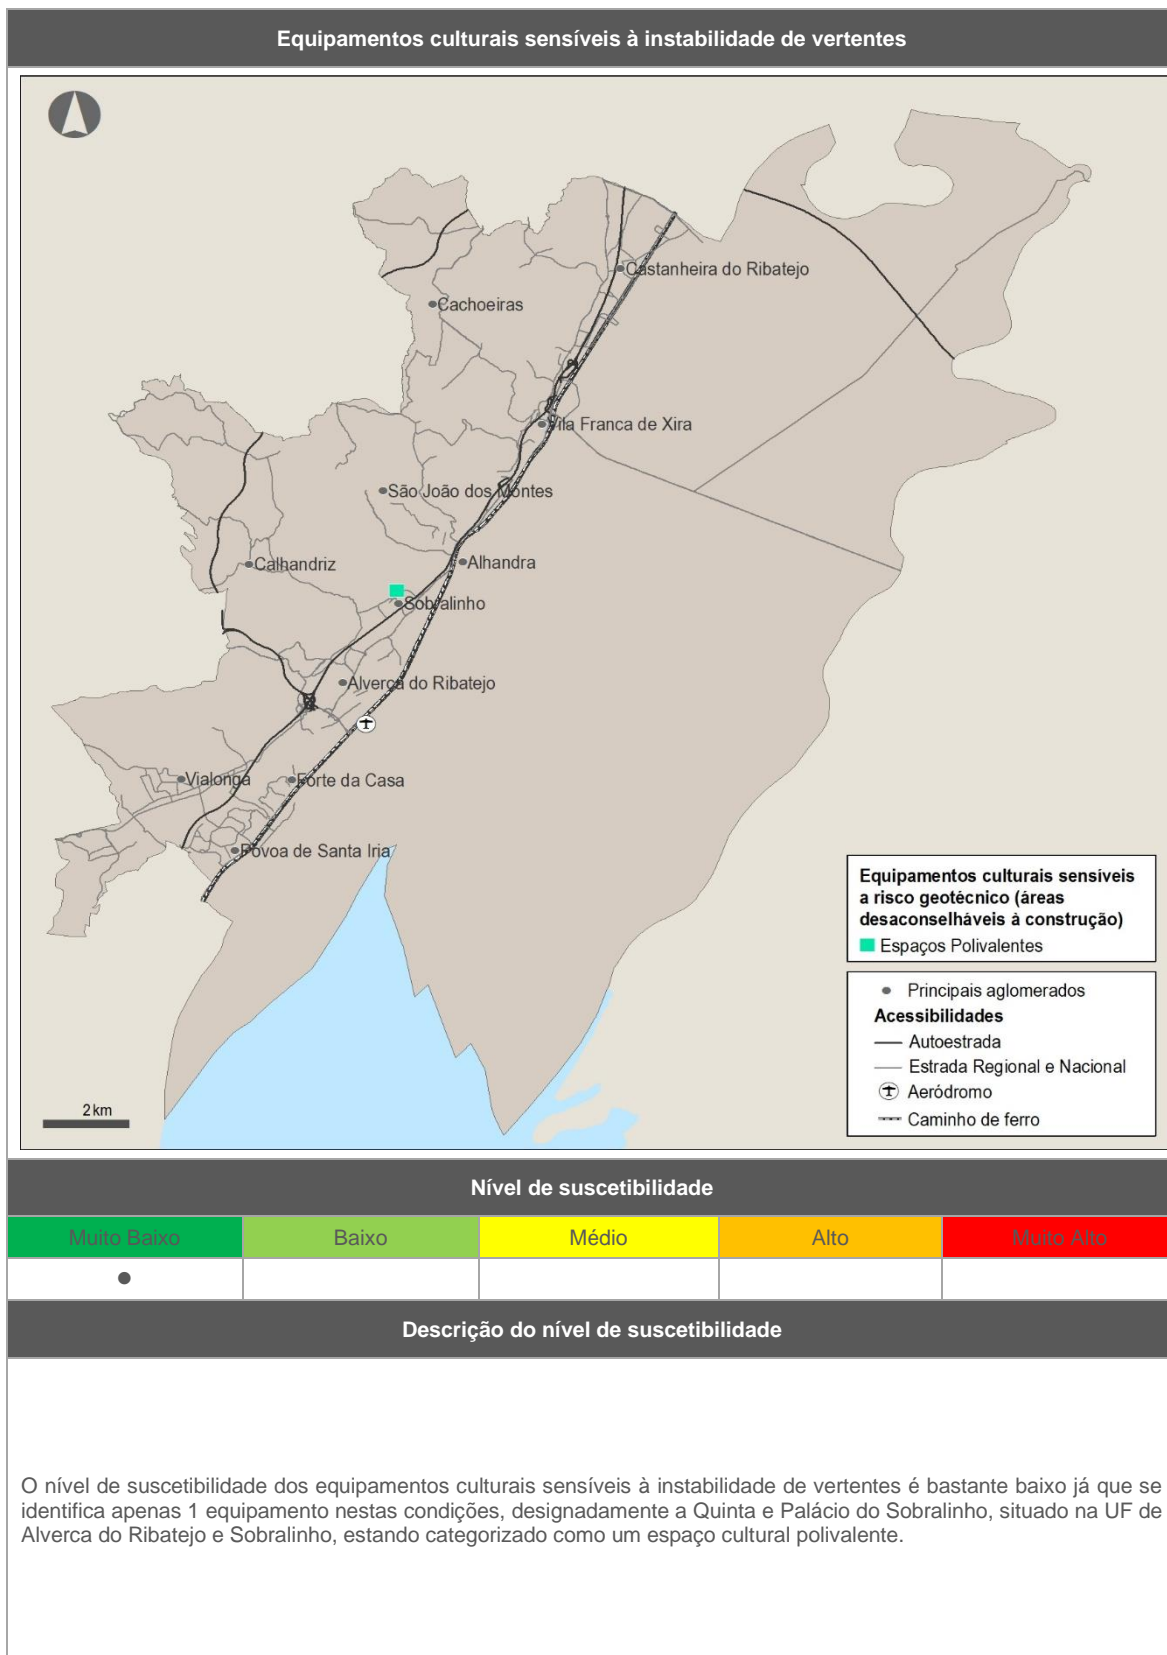 Equipamentos culturais sensíveis à instabilidade de vertentes
Castanheira do Ribatejo
Cachoeiras
Vila Franca de Xira
São João dos Montes
Calhandriz
Alhandra
Sobralinho
Alverca do Ribatejo
Vialonga
Forte da Casa
Póvoa de Santa Iria
Equipamentos culturais sensíveis
a risco geotécnico (áreas
desaconselháveis à construção)
Espaços Polivalentes
Principais aglomerados
Acessibilidades
Autoestrada
Estrada Regional e Nacional
Aeródromo
Caminho de ferro
2 km
Nível de suscetibilidade
Muito Baixo Baixo Médio Alto Muito Alto
Descrição do nível de suscetibilidade
O nível de suscetibilidade dos equipamentos culturais sensíveis à instabilidade de vertentes é bastante baixo já que se
identifica apenas 1 equipamento nestas condições, designadamente a Quinta e Palácio do Sobralinho, situado na UF de
Alverca do Ribatejo e Sobralinho, estando categorizado como um espaço cultural polivalente.